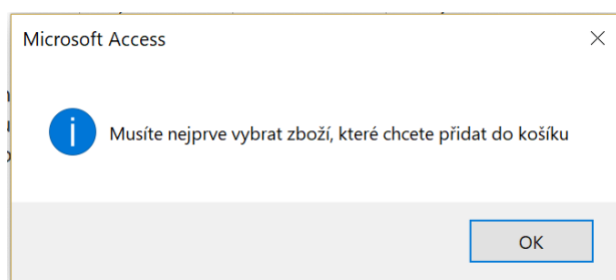 Microsoft Access
Musíte nejprve vybrat zboží, které chcete přidat do košíku
OK